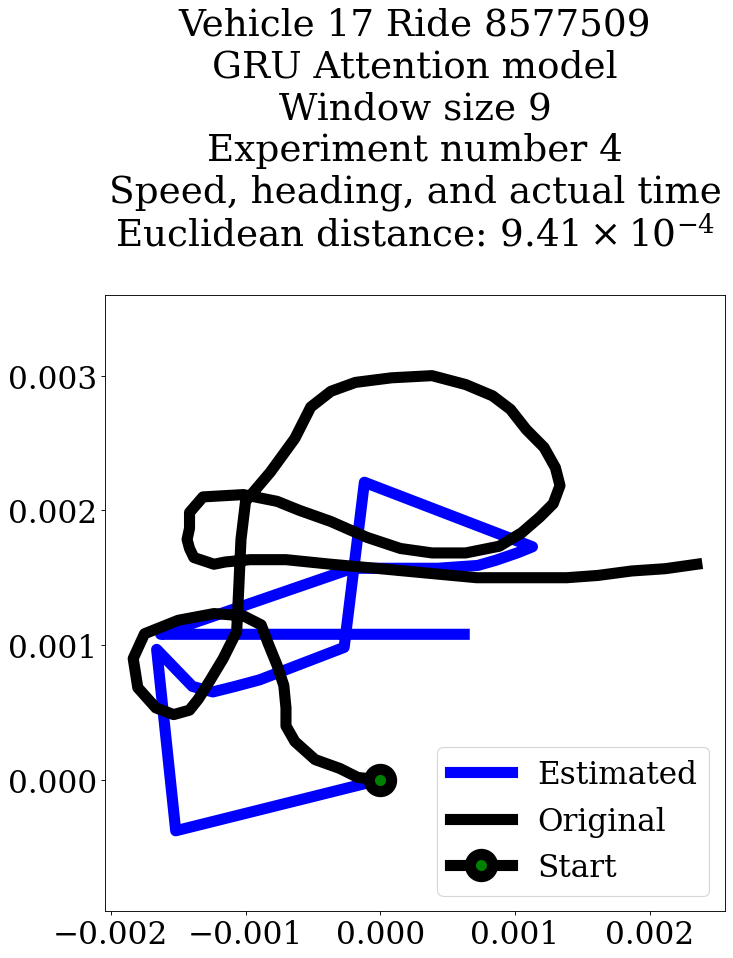 Vehicle 17 Ride 8577509
GRU Attention model
Window size 9
Experiment number 4
Speed, heading, and actual time
Euclidean distance: 9.41 × 10⁻⁴
0.003
0.002
0.001
0.000
Estimated
Original
Start
−0.002 −0.001 0.000 0.001 0.002